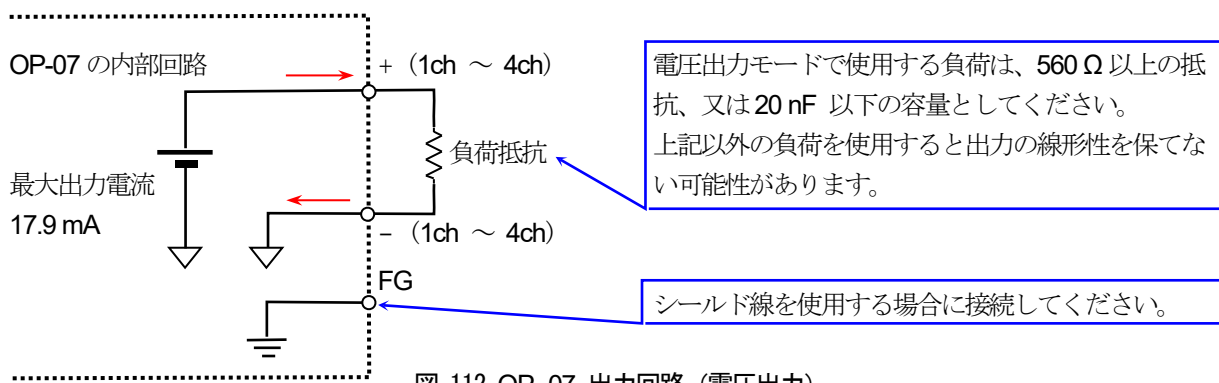 OP-07 の内部回路
+ (1ch ～ 4ch)
負荷抵抗
最大出力電流
17.9 mA
− (1ch ～ 4ch)
FG
電圧出力モードで使用する負荷は、560 Ω 以上の抵
抗、又は 20 nF 以下の容量としてください。
上記以外の負荷を使用すると出力の線形性を保てな
い可能性があります。
シールド線を使用する場合に接続してください。
図 112 OP-07 出力回路 (電圧出力)